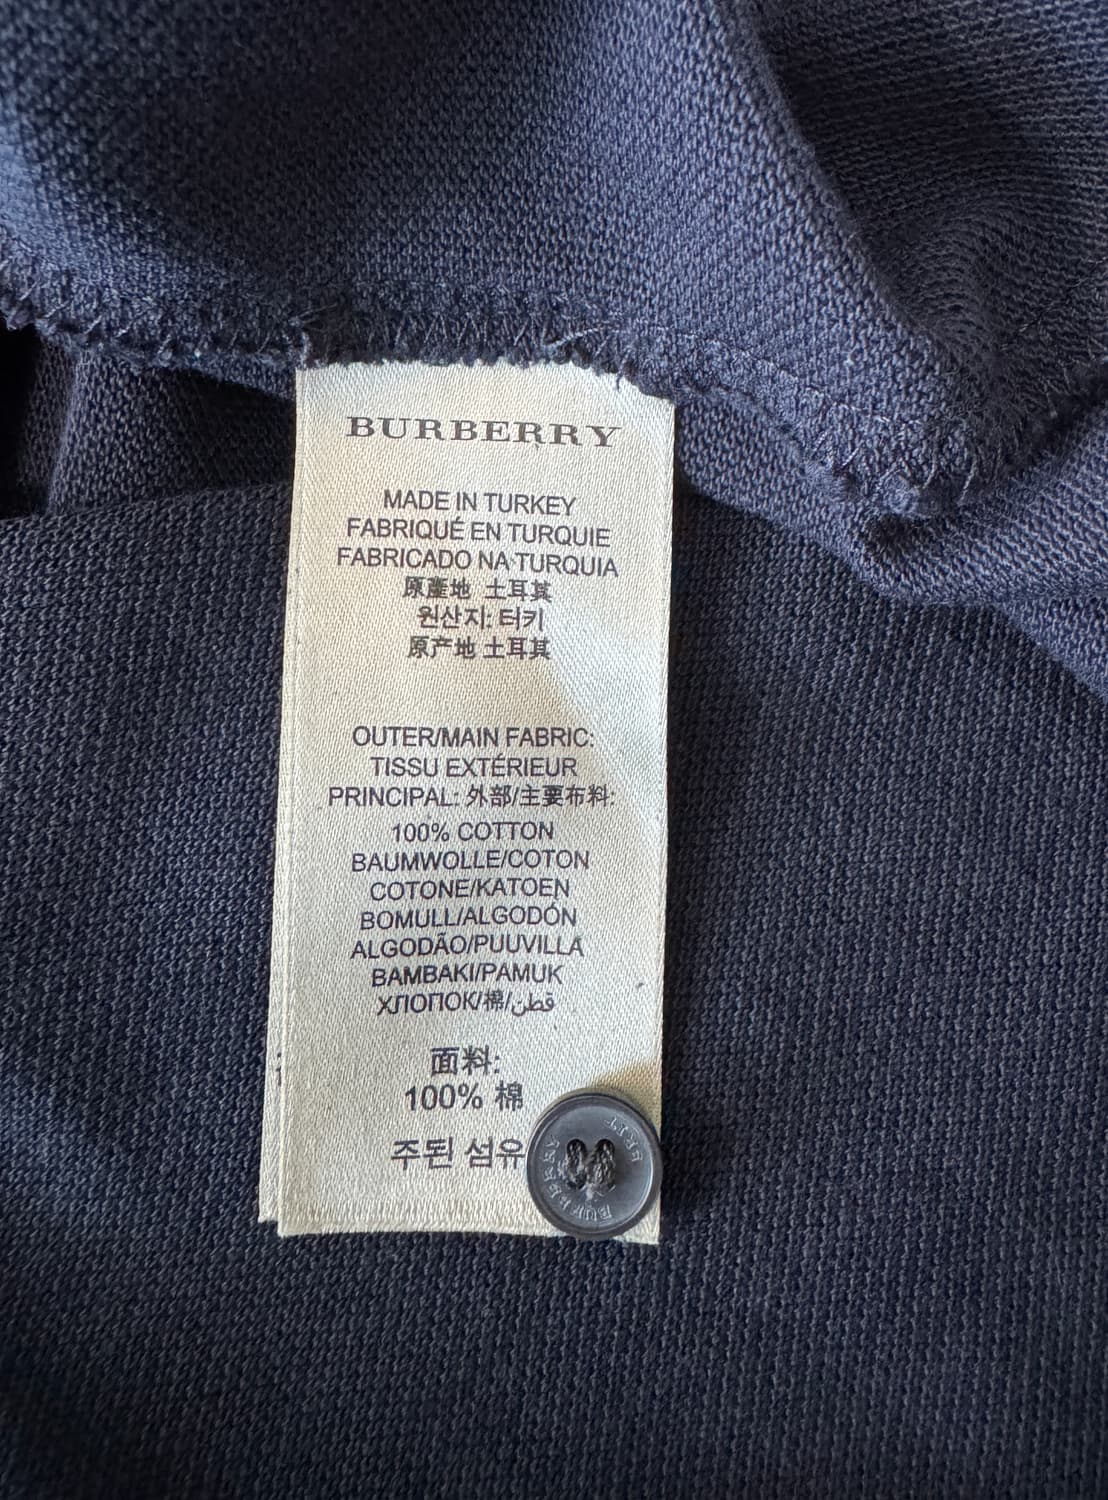 BURBERRY
MADE IN TURKEY
FABRIQUÉ EN TURQUIE
FABRICADO NA TURQUIA
原產地 土耳其
원산지: 터키
原产地 土耳其
OUTER/MAIN FABRIC:
TISSU EXTÉRIEUR
PRINCIPAL: 外部/主要布料:
100% COTTON
BAUMWOLLE/COTON
COTONE/KATOEN
BOMULL/ALGODÓN
ALGODÃO/PUUVILLA
BAMBAKI/PAMUK
ХЛОПОК/棉/قطن
面料:
100% 棉
주된 섬유
BURBERRY